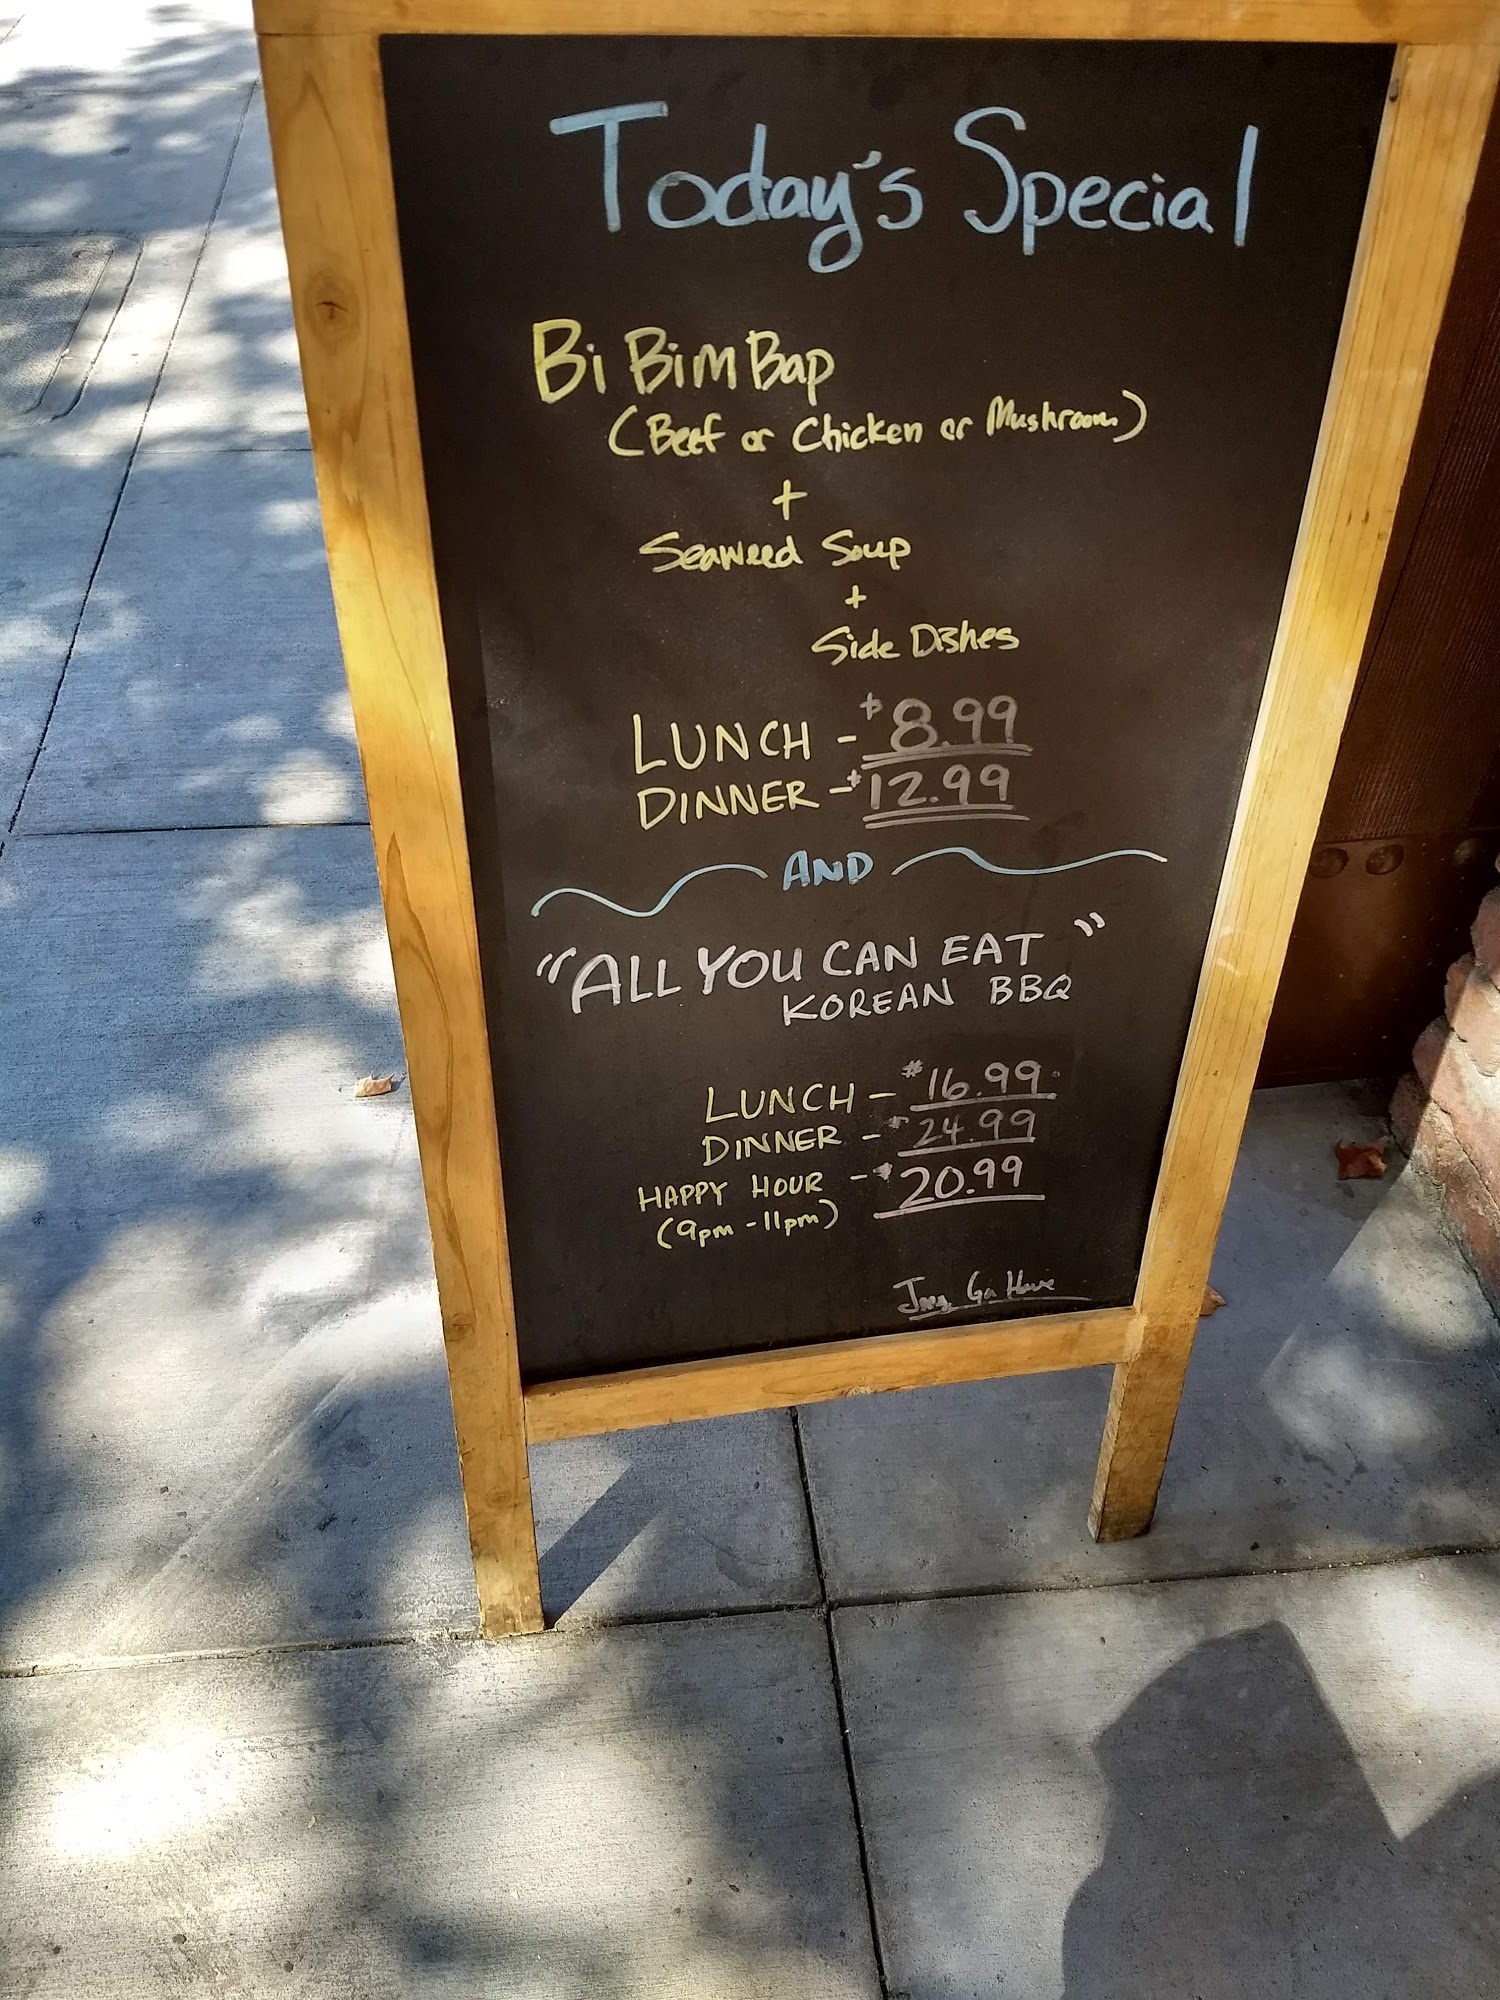 Today's Special
Bi Bim Bap
(Beef or Chicken or Mushroom)
+
Seaweed Soup
+
Side Dishes
LUNCH - $8.99
DINNER - $12.99
AND
"ALL YOU CAN EAT"
KOREAN BBQ
LUNCH - $16.99
DINNER - $24.99
HAPPY HOUR - $20.99
(9pm - 11pm)